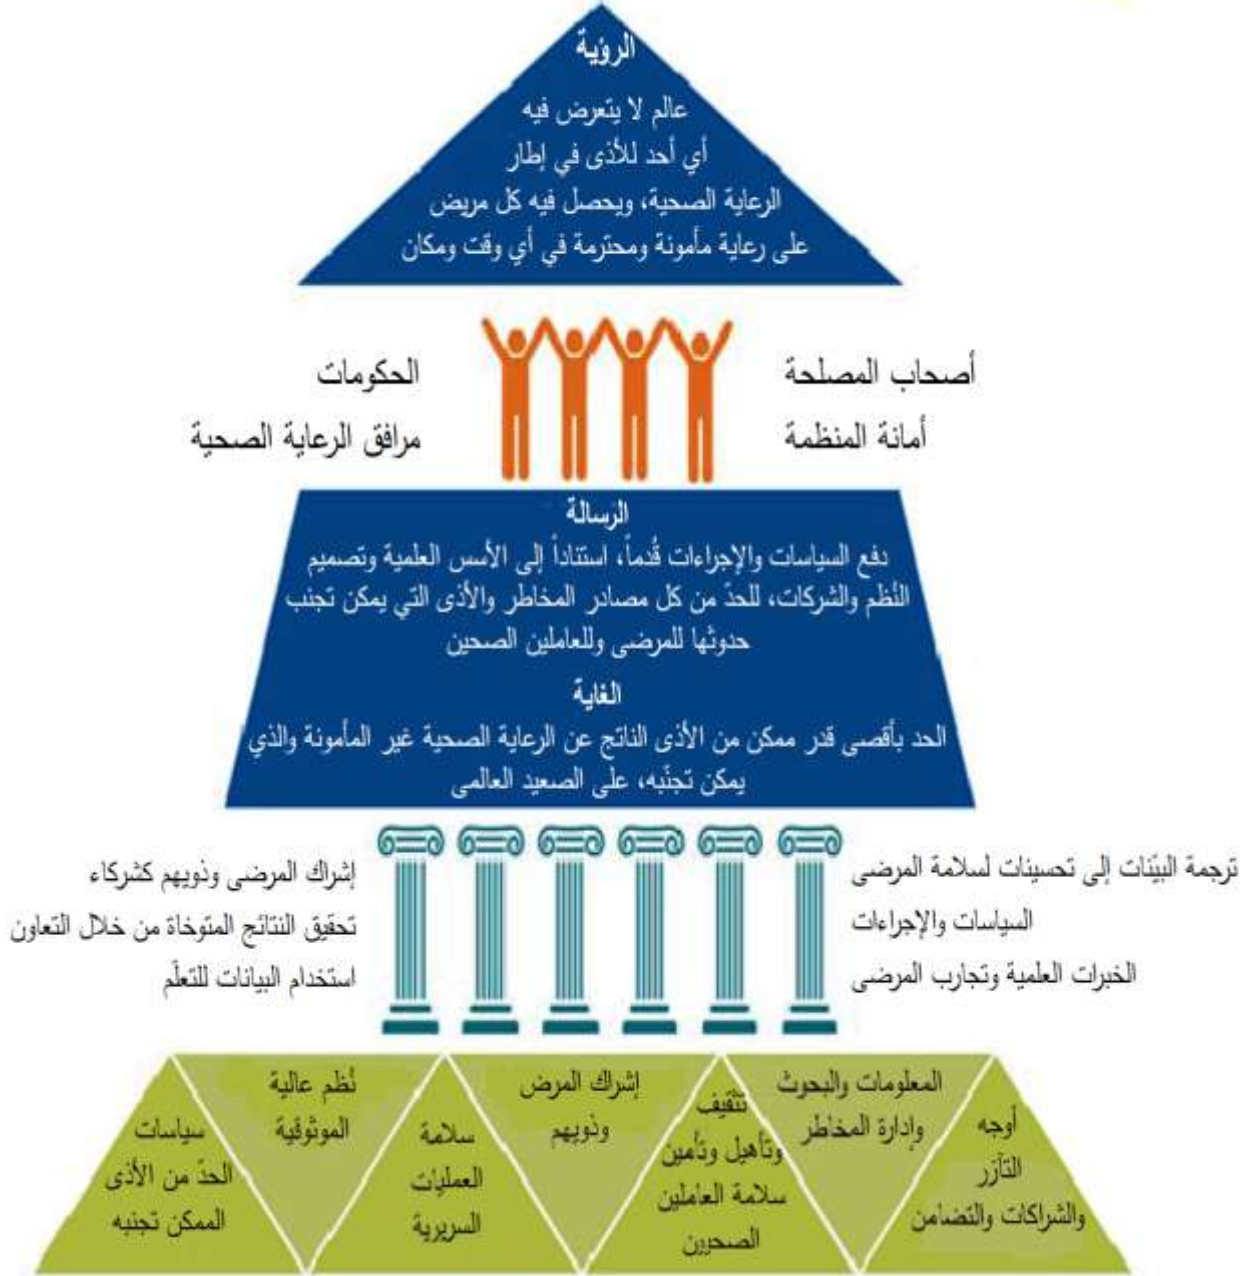 الرؤية
عالم لا يتعرض فيه
أي أحد للأذى في إطار
الرعاية الصحية، ويحصل فيه كل مريض
على رعاية مأمونة ومحترمة في أي وقت ومكان
أصحاب المصلحة
أمانة المنظمة
الحكومات
مرافق الرعاية الصحية
الرسالة
دفع السياسات والإجراءات قُدماً، استناداً إلى الأسس العلمية وتصميم
النُظم والشركات، للحدّ من كل مصادر المخاطر والأذى التي يمكن تجنب
حدوثها للمرضى وللعاملين الصحين
الغاية
الحد بأقصى قدر ممكن من الأذى الناتج عن الرعاية الصحية غير المأمونة والذي
يمكن تجنّبه، على الصعيد العالمى
ترجمة البيّنات إلى تحسينات لسلامة المرضى
السياسات والإجراءات
الخبرات العلمية وتجارب المرضى
إشراك المرضى وذويهم كشركاء
تحقيق النتائج المتوخاة من خلال التعاون
استخدام البيانات للتعلّم
أوجه
التآزر
والشراكات والتضامن
المعلومات والبحوث
وإدارة المخاطر
تثقيف
وتأهيل وتأمين
سلامة العاملين
الصحيين
إشراك المرض
وذويهم
سلامة
العمليات
السريرية
نُظم عالية
الموثوقية
سياسات
الحدّ من الأذى
الممكن تجنبه